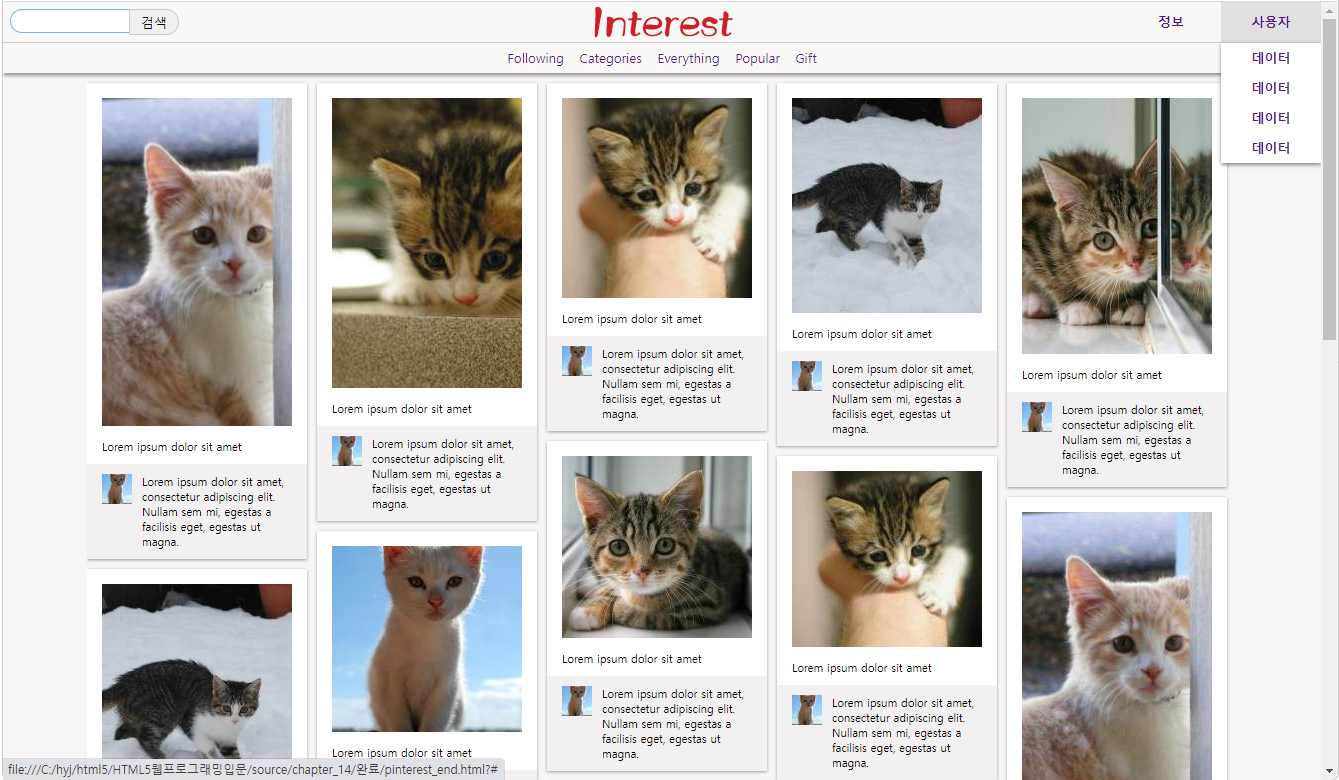 검색
Interest
정보
사용자
Following Categories Everything Popular Gift
데이터
데이터
데이터
데이터
Lorem ipsum dolor sit amet
Lorem ipsum dolor sit amet,
consectetur adipiscing elit.
Nullam sem mi, egestas a
facilisis eget, egestas ut
magna.
Lorem ipsum dolor sit amet
Lorem ipsum dolor sit amet,
consectetur adipiscing elit.
Nullam sem mi, egestas a
facilisis eget, egestas ut
magna.
Lorem ipsum dolor sit amet
Lorem ipsum dolor sit amet
Lorem ipsum dolor sit amet,
consectetur adipiscing elit.
Nullam sem mi, egestas a
facilisis eget, egestas ut
magna.
Lorem ipsum dolor sit amet
Lorem ipsum dolor sit amet,
consectetur adipiscing elit.
Nullam sem mi, egestas a
facilisis eget, egestas ut
magna.
Lorem ipsum dolor sit amet
Lorem ipsum dolor sit amet,
consectetur adipiscing elit.
Nullam sem mi, egestas a
facilisis eget, egestas ut
magna.
Lorem ipsum dolor sit amet
Lorem ipsum dolor sit amet,
consectetur adipiscing elit.
Nullam sem mi, egestas a
facilisis eget, egestas ut
magna.
Lorem ipsum dolor sit amet
Lorem ipsum dolor sit amet,
consectetur adipiscing elit.
Nullam sem mi, egestas a
facilisis eget, egestas ut
magna.
file:///C:/hyj/html5/HTML5웹프로그래밍입문/source/chapter_14/완료/pinterest_end.html?#